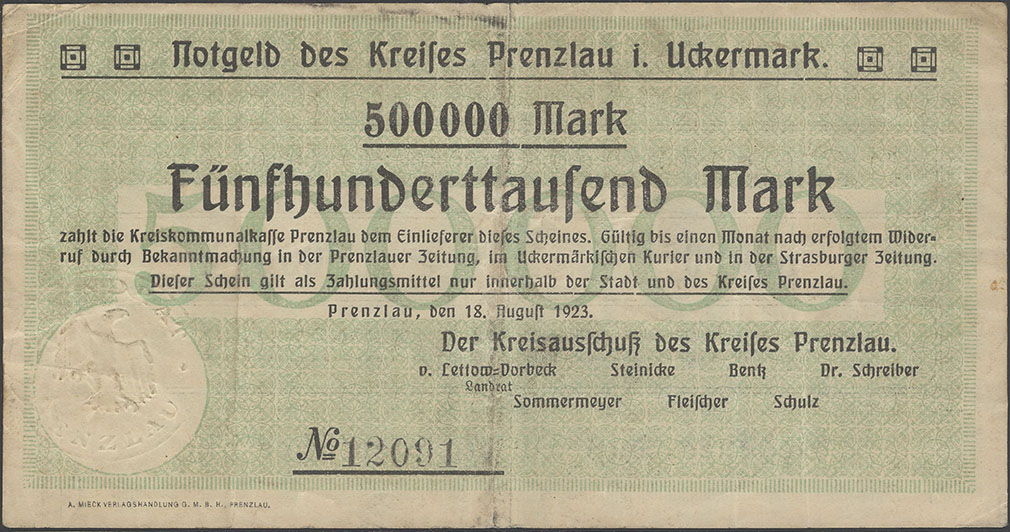 Notgeld des Kreiſes Prenzlau i. Uckermark.
500000 Mark
Fünfhunderttauſend Mark
500000
zahlt die Kreiskommunalkaſſe Prenzlau dem Einlieferer dieſes Scheines. Gültig bis einen Monat nach erfolgtem Wider-
ruf durch Bekanntmachung in der Prenzlauer Zeitung, im Uckermärkiſchen Kurier und in der Strasburger Zeitung.
Dieſer Schein gilt als Zahlungsmittel nur innerhalb der Stadt und des Kreiſes Prenzlau.
Prenzlau, den 18. Auguſt 1923.
Der Kreisausſchuß des Kreiſes Prenzlau.
v. Lettow-Vorbeck Steinicke Bentz Dr. Schreiber
Landrat
Sommermeyer Fleiſcher Schulz
№ 12091
A. MIECK VERLAGSHANDLUNG G. M. B. H., PRENZLAU.